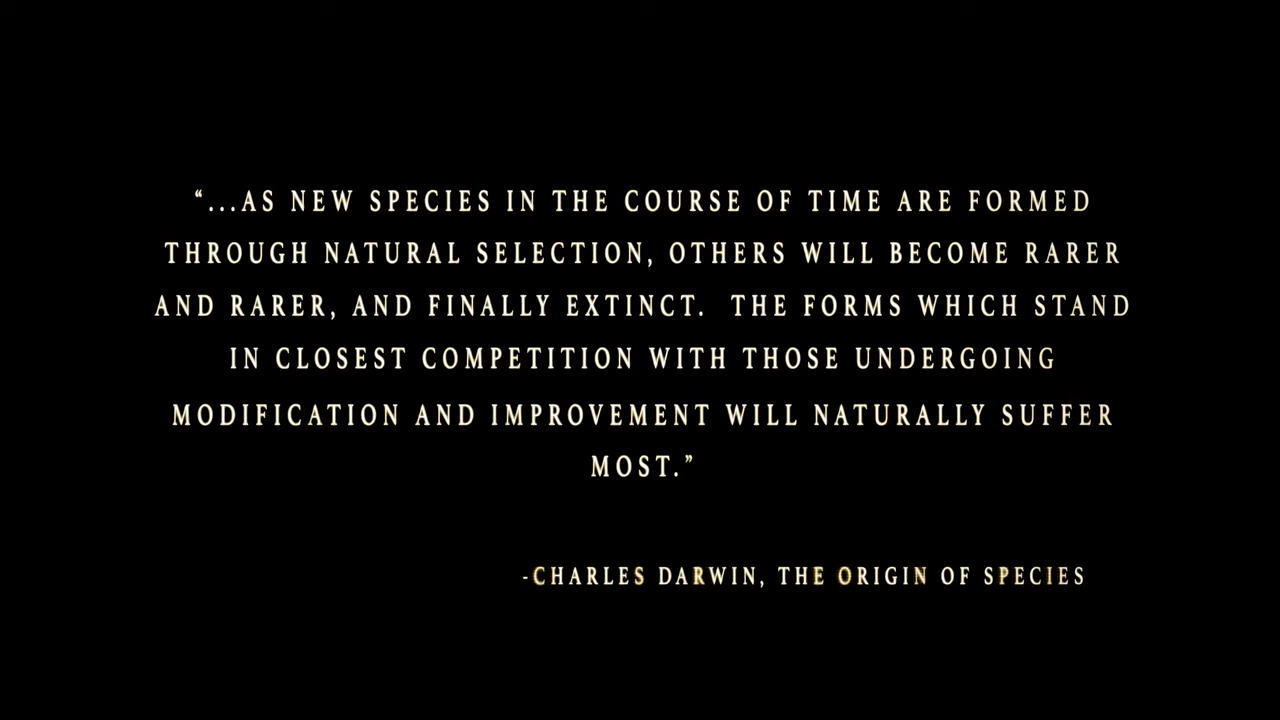 “...AS NEW SPECIES IN THE COURSE OF TIME ARE FORMED
THROUGH NATURAL SELECTION, OTHERS WILL BECOME RARER
AND RARER, AND FINALLY EXTINCT.  THE FORMS WHICH STAND
IN CLOSEST COMPETITION WITH THOSE UNDERGOING
MODIFICATION AND IMPROVEMENT WILL NATURALLY SUFFER
MOST.”
-CHARLES DARWIN, THE ORIGIN OF SPECIES